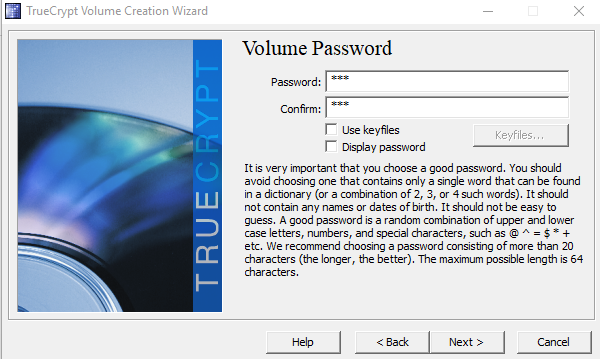 TrueCrypt Volume Creation Wizard
Volume Password
Password: ***
Confirm: ***
Use keyfiles
Keyfiles...
Display password
It is very important that you choose a good password. You should
avoid choosing one that contains only a single word that can be found
in a dictionary (or a combination of 2, 3, or 4 such words). It should
not contain any names or dates of birth. It should not be easy to
guess. A good password is a random combination of upper and lower
case letters, numbers, and special characters, such as @ ^ = $ * +
etc. We recommend choosing a password consisting of more than 20
characters (the longer, the better). The maximum possible length is 64
characters.
TRUECRYPT
Help
< Back
Next >
Cancel